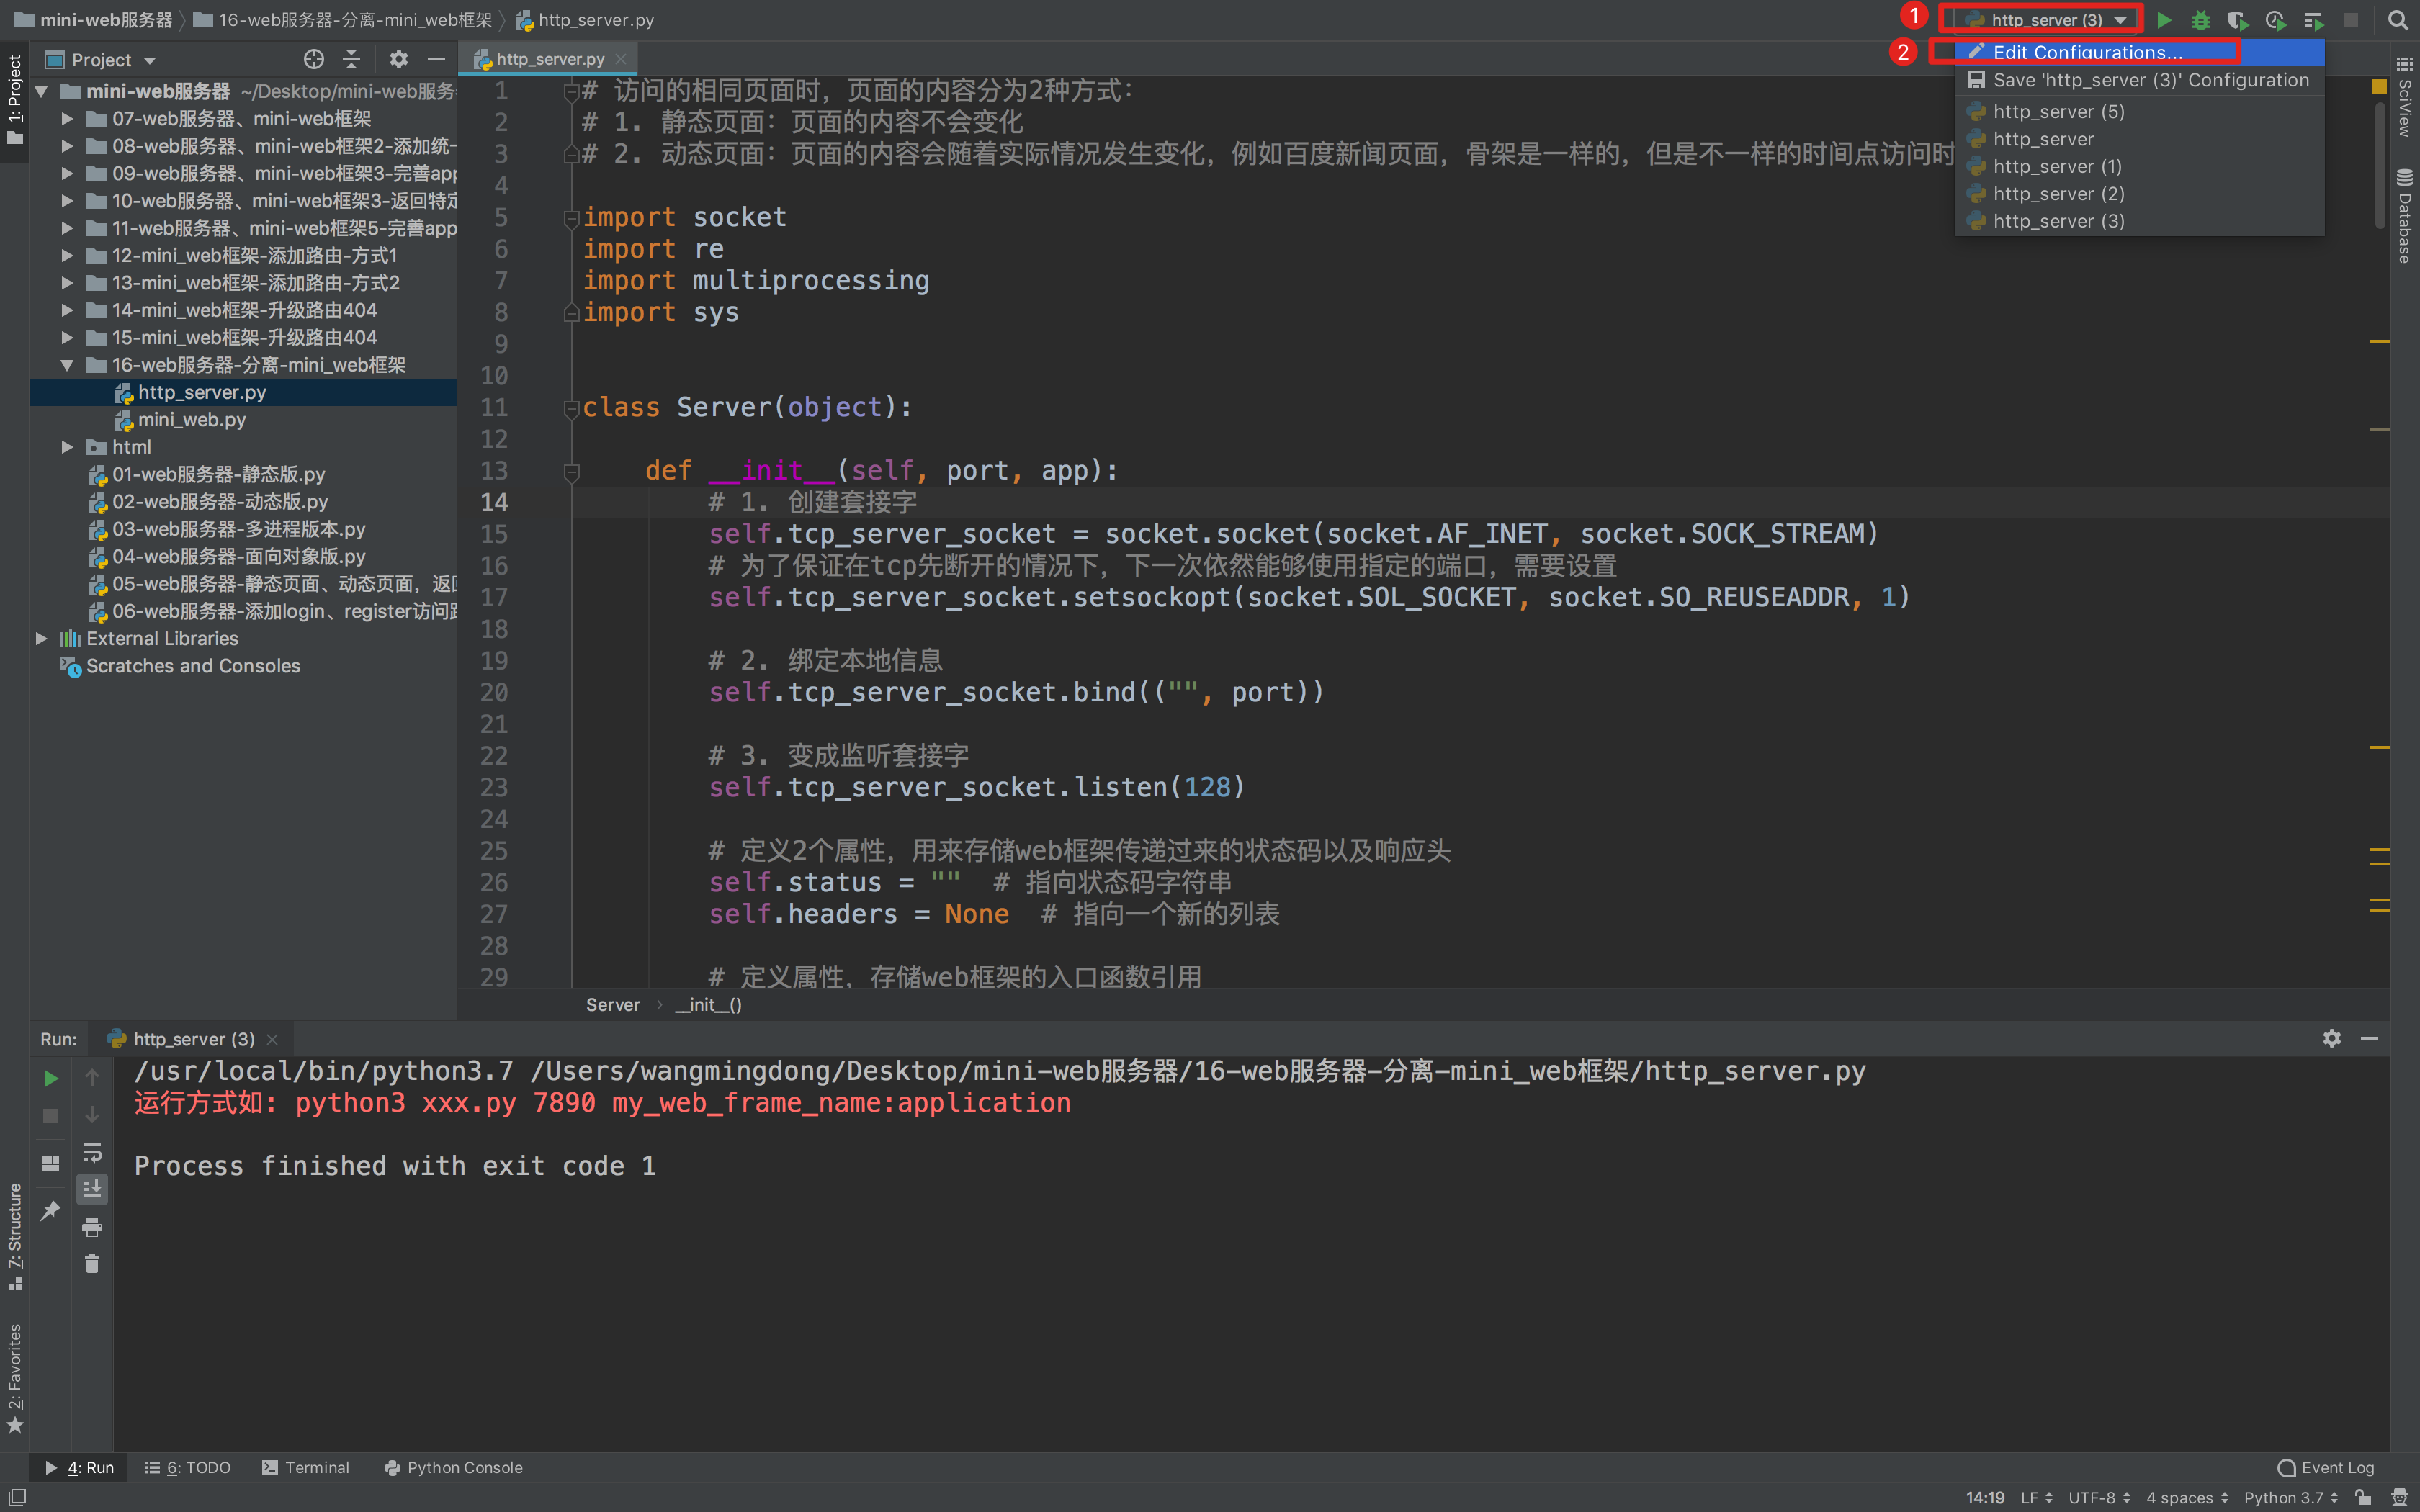 mini-web服务器 16-web服务器-分离-mini_web框架 http_server.py
1 http_server (3)
2 Edit Configurations...
Save 'http_server (3)' Configuration
http_server (5)
http_server
http_server (1)
http_server (2)
http_server (3)
1: Project
Project
mini-web服务器 ~/Desktop/mini-web服务
07-web服务器、mini-web框架
08-web服务器、mini-web框架2-添加统一
09-web服务器、mini-web框架3-完善app
10-web服务器、mini-web框架3-返回特定
11-web服务器、mini-web框架5-完善app
12-mini_web框架-添加路由-方式1
13-mini_web框架-添加路由-方式2
14-mini_web框架-升级路由404
15-mini_web框架-升级路由404
16-web服务器-分离-mini_web框架
http_server.py
mini_web.py
html
01-web服务器-静态版.py
02-web服务器-动态版.py
03-web服务器-多进程版本.py
04-web服务器-面向对象版.py
05-web服务器-静态页面、动态页面，返回
06-web服务器-添加login、register访问路
External Libraries
Scratches and Consoles
http_server.py
1 # 访问的相同页面时，页面的内容分为2种方式：
2 # 1. 静态页面：页面的内容不会变化
3 # 2. 动态页面：页面的内容会随着实际情况发生变化，例如百度新闻页面，骨架是一样的，但是不一样的时间点访问时
4
5 import socket
6 import re
7 import multiprocessing
8 import sys
9
10
11 class Server(object):
12
13 def __init__(self, port, app):
14 # 1. 创建套接字
15 self.tcp_server_socket = socket.socket(socket.AF_INET, socket.SOCK_STREAM)
16 # 为了保证在tcp先断开的情况下，下一次依然能够使用指定的端口，需要设置
17 self.tcp_server_socket.setsockopt(socket.SOL_SOCKET, socket.SO_REUSEADDR, 1)
18
19 # 2. 绑定本地信息
20 self.tcp_server_socket.bind(("", port))
21
22 # 3. 变成监听套接字
23 self.tcp_server_socket.listen(128)
24
25 # 定义2个属性，用来存储web框架传递过来的状态码以及响应头
26 self.status = "" # 指向状态码字符串
27 self.headers = None # 指向一个新的列表
28
29 # 定义属性，存储web框架的入口函数引用
Server __init__()
SciView
Database
Run: http_server (3)
/usr/local/bin/python3.7 /Users/wangmingdong/Desktop/mini-web服务器/16-web服务器-分离-mini_web框架/http_server.py
运行方式如: python3 xxx.py 7890 my_web_frame_name:application
Process finished with exit code 1
7: Structure
2: Favorites
4: Run 6: TODO Terminal Python Console Event Log
14:19 LF UTF-8 4 spaces Python 3.7